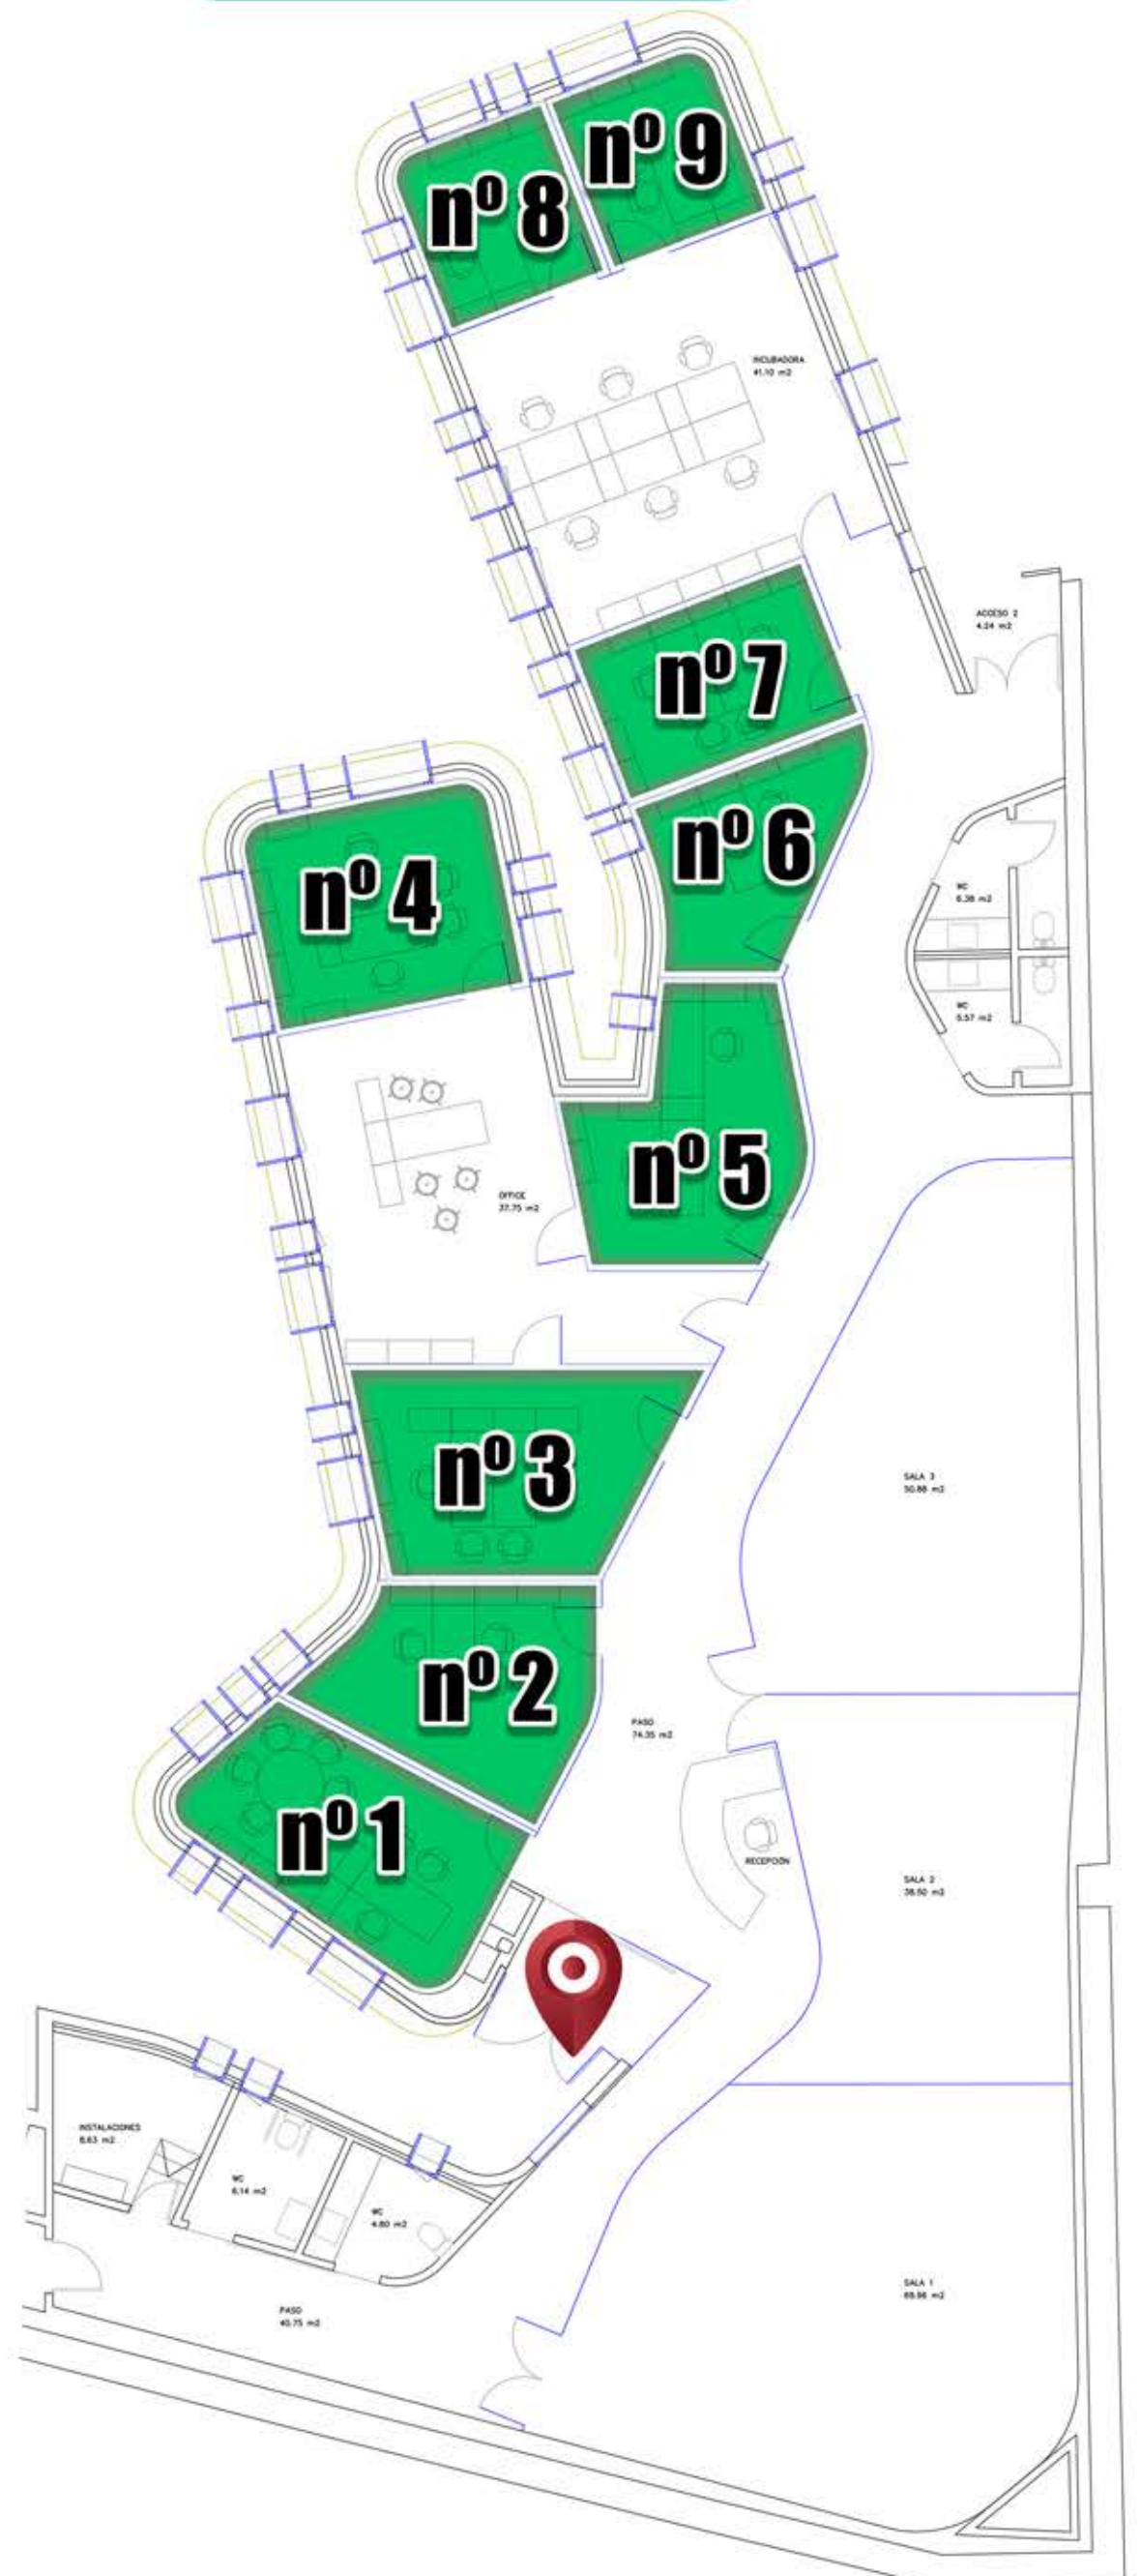 nº 9
nº 8
INCUBADORA
41.10 m2
ACCESO 2
4.24 m2
nº 7
nº 6
nº 4
WC
6.38 m2
WC
5.57 m2
nº 5
OFFICE
37.75 m2
nº 3
SALA 3
50.88 m2
nº 2
PASO
74.35 m2
nº 1
RECEPCIÓN
SALA 2
38.50 m2
INSTALACIONES
8.63 m2
WC
6.14 m2
WC
4.80 m2
SALA 1
69.96 m2
PASO
40.75 m2